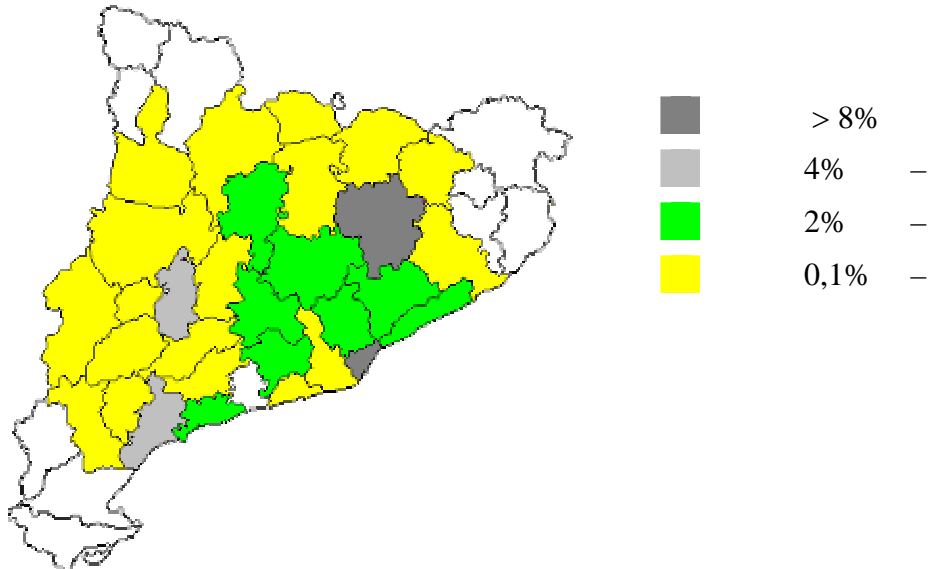 > 8%
4% –
2% –
0,1% –